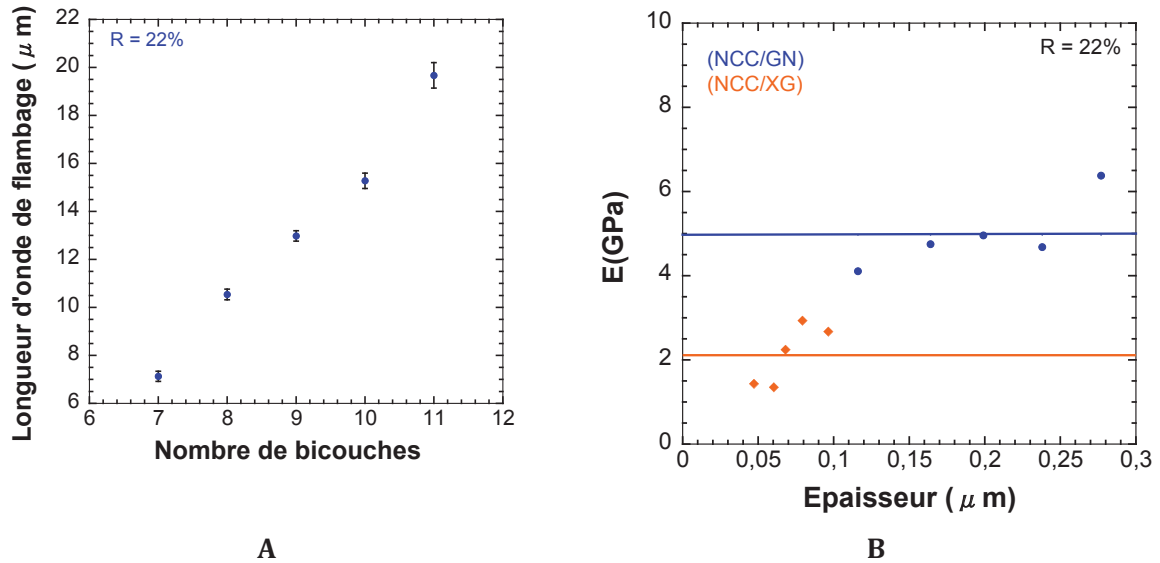 Longueur d'onde de flambage ( μ m)
22
20
18
16
14
12
10
8
6
R = 22%
6 7 8 9 10 11 12
Nombre de bicouches
A
E(GPa)
10
8
6
4
2
0
(NCC/GN)
(NCC/XG)
R = 22%
0 0,05 0,1 0,15 0,2 0,25 0,3
Epaisseur ( μ m)
B